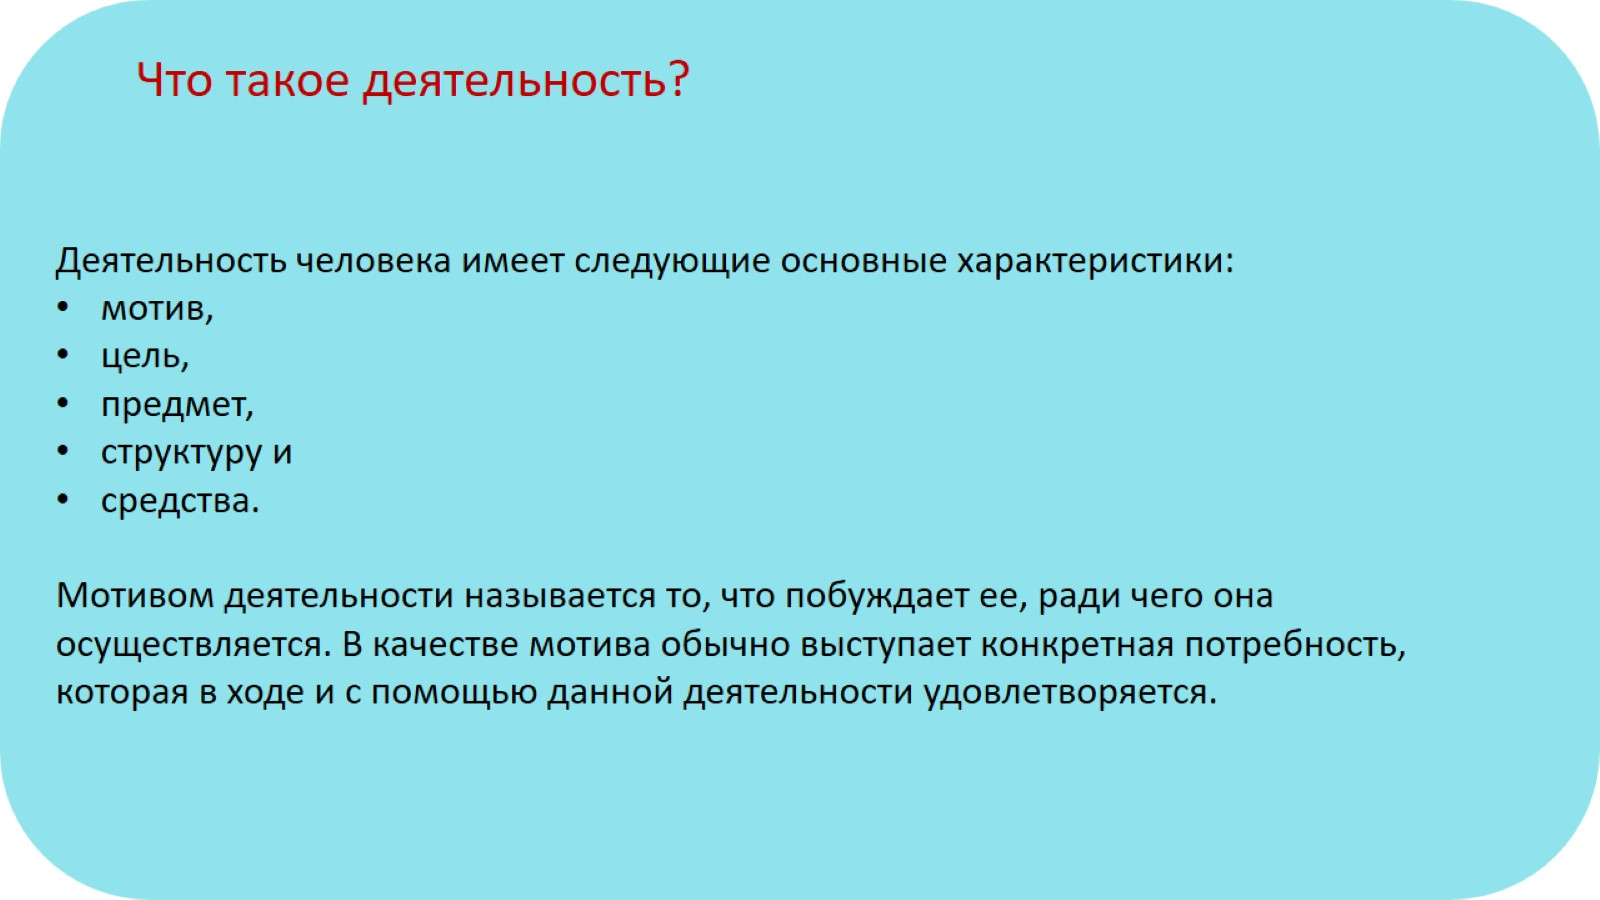 Что такое деятельность?
Деятельность человека имеет следующие основные характеристики:
• мотив,
• цель,
• предмет,
• структуру и
• средства.
Мотивом деятельности называется то, что побуждает ее, ради чего она
осуществляется. В качестве мотива обычно выступает конкретная потребность,
которая в ходе и с помощью данной деятельности удовлетворяется.